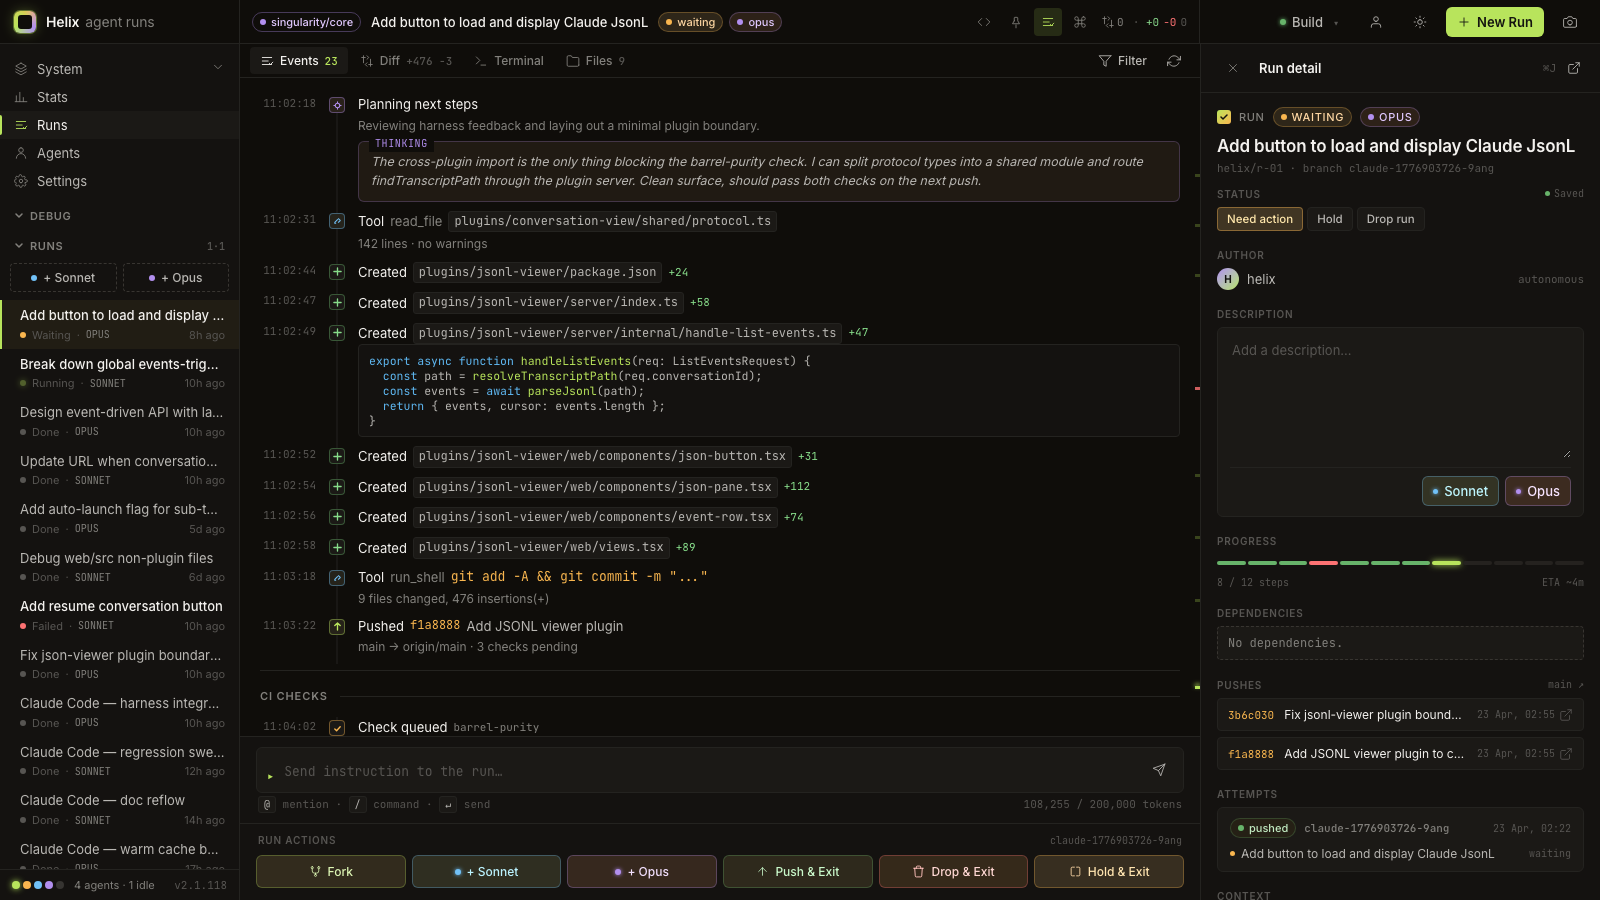 Helix agent runs
System
Stats
Runs
Agents
Settings
DEBUG
RUNS 1·1
+ Sonnet
+ Opus
Add button to load and display ...
Waiting · OPUS 8h ago
Break down global events-trig...
Running · SONNET 10h ago
Design event-driven API with la...
Done · OPUS 10h ago
Update URL when conversatio...
Done · SONNET 10h ago
Add auto-launch flag for sub-t...
Done · OPUS 5d ago
Debug web/src non-plugin files
Done · SONNET 6d ago
Add resume conversation button
Failed · SONNET 10h ago
Fix json-viewer plugin boundar...
Done · OPUS 10h ago
Claude Code — harness integr...
Done · OPUS 10h ago
Claude Code — regression swe...
Done · SONNET 12h ago
Claude Code — doc reflow
Done · SONNET 14h ago
Claude Code — warm cache b...
Done · OPUS 17h ago
4 agents · 1 idle v2.1.118
singularity/core Add button to load and display Claude JsonL waiting opus
0 · +0 -0 0
Build
+ New Run
Events 23
Diff +476 -3
Terminal
Files 9
Filter
11:02:18 Planning next steps
Reviewing harness feedback and laying out a minimal plugin boundary.
THINKING
The cross-plugin import is the only thing blocking the barrel-purity check. I can split protocol types into a shared module and route
findTranscriptPath through the plugin server. Clean surface, should pass both checks on the next push.
11:02:31 Tool read_file plugins/conversation-view/shared/protocol.ts
142 lines · no warnings
11:02:44 Created plugins/jsonl-viewer/package.json +24
11:02:47 Created plugins/jsonl-viewer/server/index.ts +58
11:02:49 Created plugins/jsonl-viewer/server/internal/handle-list-events.ts +47
export async function handleListEvents(req: ListEventsRequest) {
const path = resolveTranscriptPath(req.conversationId);
const events = await parseJsonl(path);
return { events, cursor: events.length };
}
11:02:52 Created plugins/jsonl-viewer/web/components/json-button.tsx +31
11:02:54 Created plugins/jsonl-viewer/web/components/json-pane.tsx +112
11:02:56 Created plugins/jsonl-viewer/web/components/event-row.tsx +74
11:02:58 Created plugins/jsonl-viewer/web/views.tsx +89
11:03:18 Tool run_shell git add -A && git commit -m "..."
9 files changed, 476 insertions(+)
11:03:22 Pushed f1a8888 Add JSONL viewer plugin
main → origin/main · 3 checks pending
CI CHECKS
11:04:02 Check queued barrel-purity
Send instruction to the run…
@ mention · / command · ↵ send 108,255 / 200,000 tokens
RUN ACTIONS claude-1776903726-9ang
Fork
+ Sonnet
+ Opus
Push & Exit
Drop & Exit
Hold & Exit
Run detail ⌘J
RUN WAITING OPUS
Add button to load and display Claude JsonL
helix/r-01 · branch claude-1776903726-9ang
STATUS Saved
Need action
Hold
Drop run
AUTHOR
H helix autonomous
DESCRIPTION
Add a description...
Sonnet
Opus
PROGRESS
8 / 12 steps ETA ~4m
DEPENDENCIES
No dependencies.
PUSHES main ↗
3b6c030 Fix jsonl-viewer plugin bound... 23 Apr, 02:55
f1a8888 Add JSONL viewer plugin to c... 23 Apr, 02:55
ATTEMPTS
pushed claude-1776903726-9ang 23 Apr, 02:22
Add button to load and display Claude JsonL waiting
CONTEXT